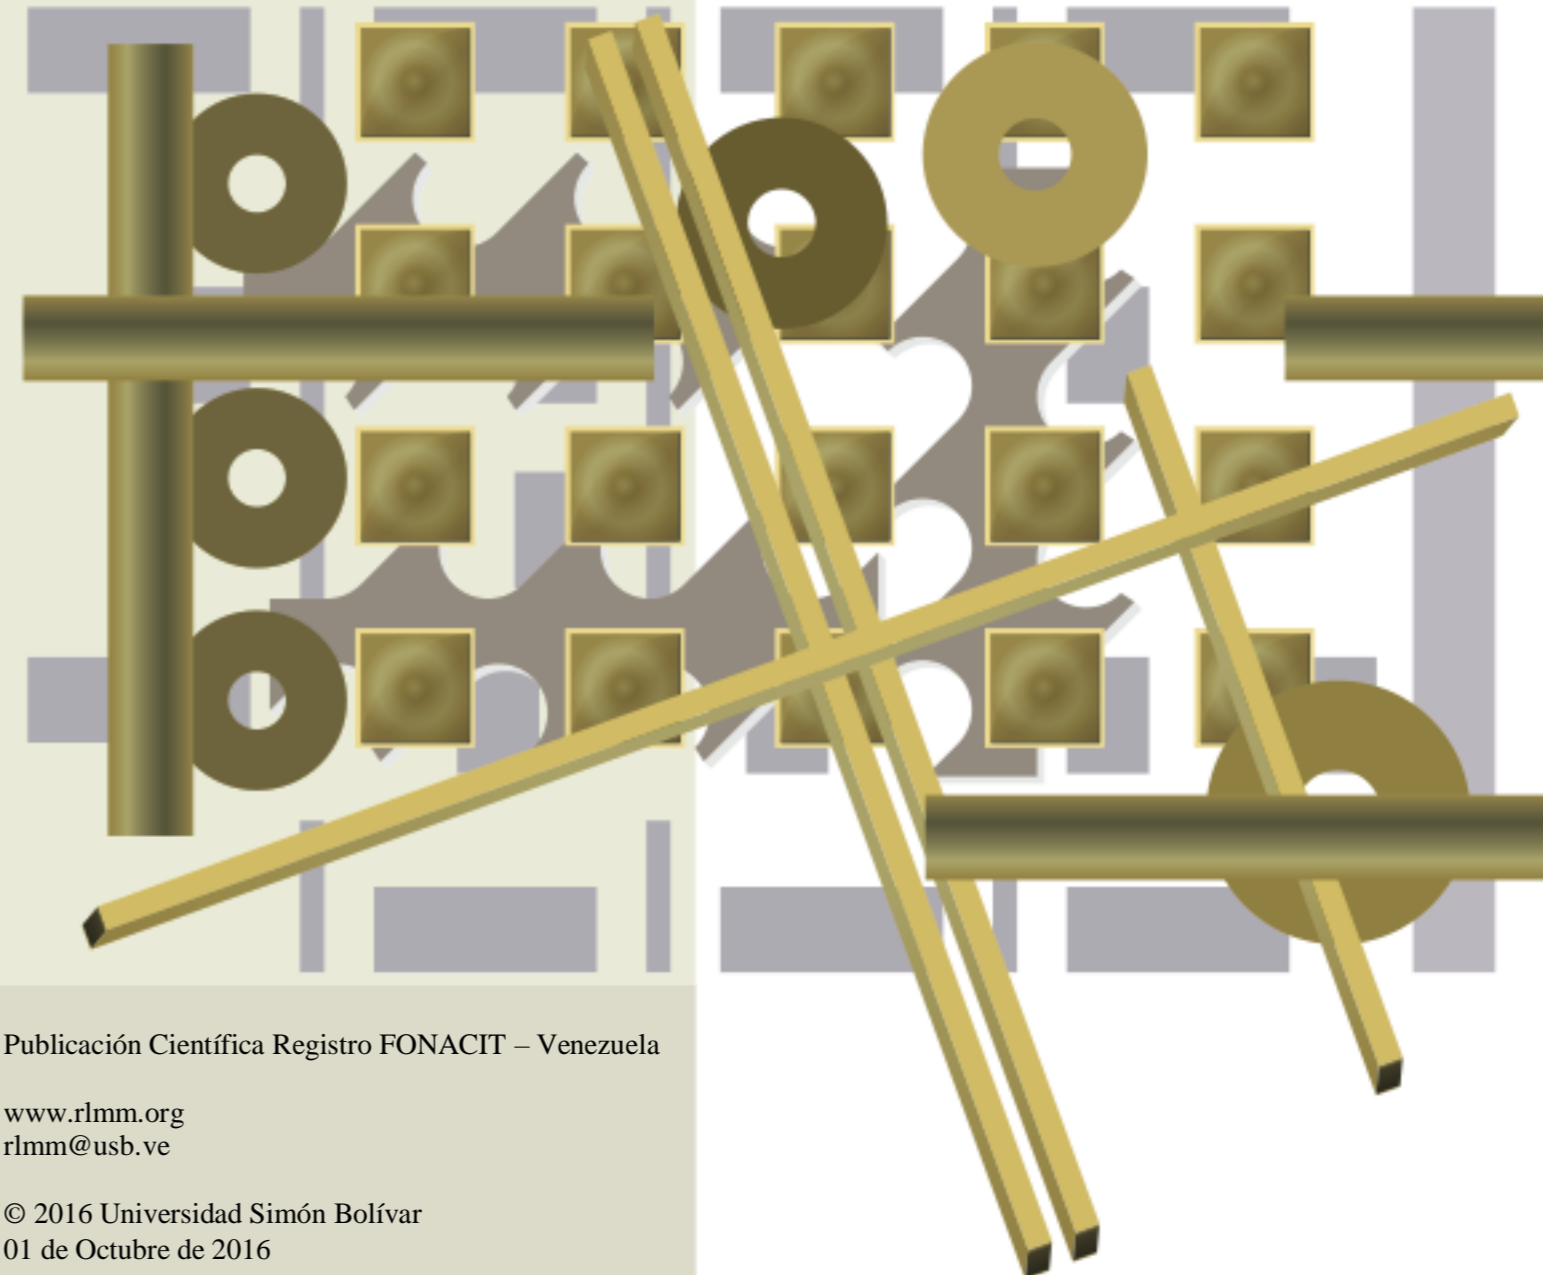 Publicación Científica Registro FONACIT – Venezuela
www.rlmm.org
rlmm@usb.ve
© 2016 Universidad Simón Bolívar
01 de Octubre de 2016